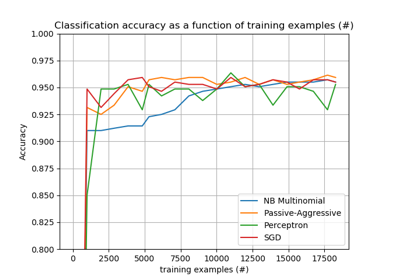 Classification accuracy as a function of training examples (#)
1.000
0.975
0.950
0.925
0.900
0.875
0.850
0.825
0.800
Accuracy
0
2500
5000
7500
10000
12500
15000
17500
training examples (#)
NB Multinomial
Passive-Aggressive
Perceptron
SGD